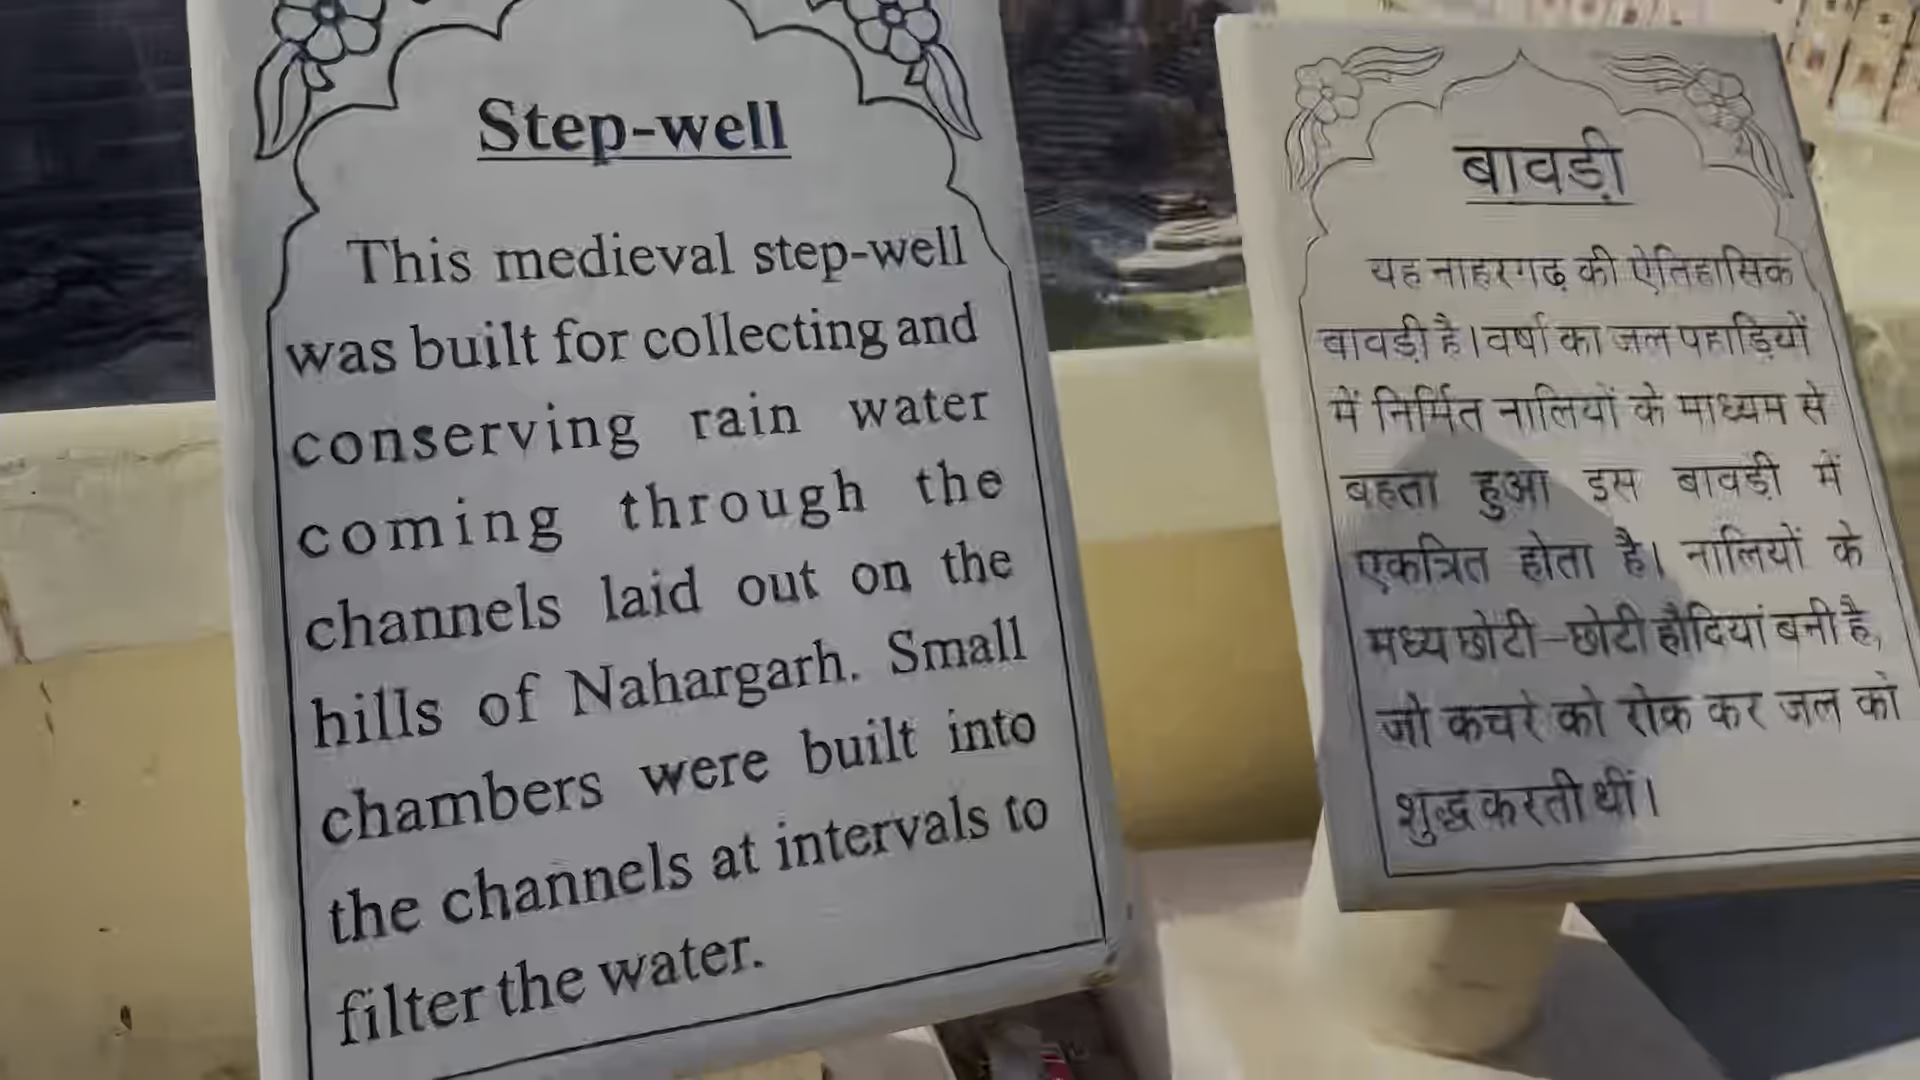 Step-well
This medieval step-well
was built for collecting and
conserving rain water
coming through the
channels laid out on the
hills of Nahargarh. Small
chambers were built into
the channels at intervals to
filter the water.
बावड़ी
यह नाहरगढ़ की ऐतिहासिक
बावड़ी है। वर्षा का जल पहाड़ियों
में निर्मित नालियों के माध्यम से
बहता हुआ इस बावड़ी में
एकत्रित होता है। नालियों के
मध्य छोटी-छोटी हौदियां बनी है,
जो कचरे को रोक कर जल को
शुद्ध करती थीं।